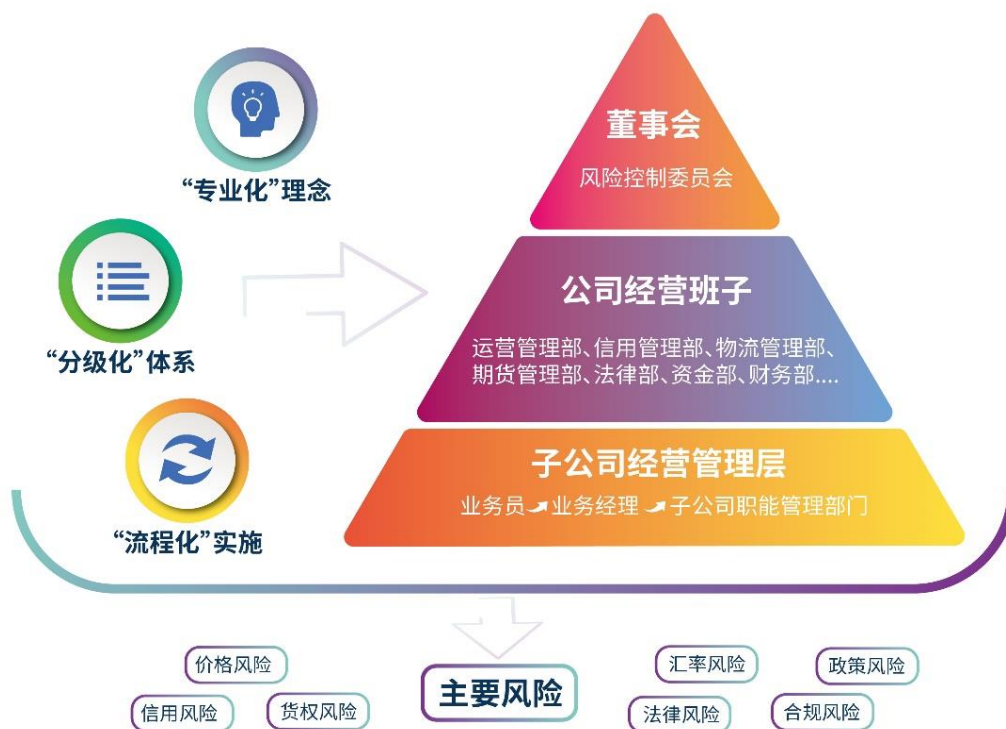 “专业化”理念
“分级化”体系
“流程化”实施
董事会
风险控制委员会
公司经营班子
运营管理部、信用管理部、物流管理部、
期货管理部、法律部、资金部、财务部....
子公司经营管理层
业务员→业务经理→子公司职能管理部门
价格风险
信用风险
货权风险
主要风险
汇率风险
政策风险
法律风险
合规风险